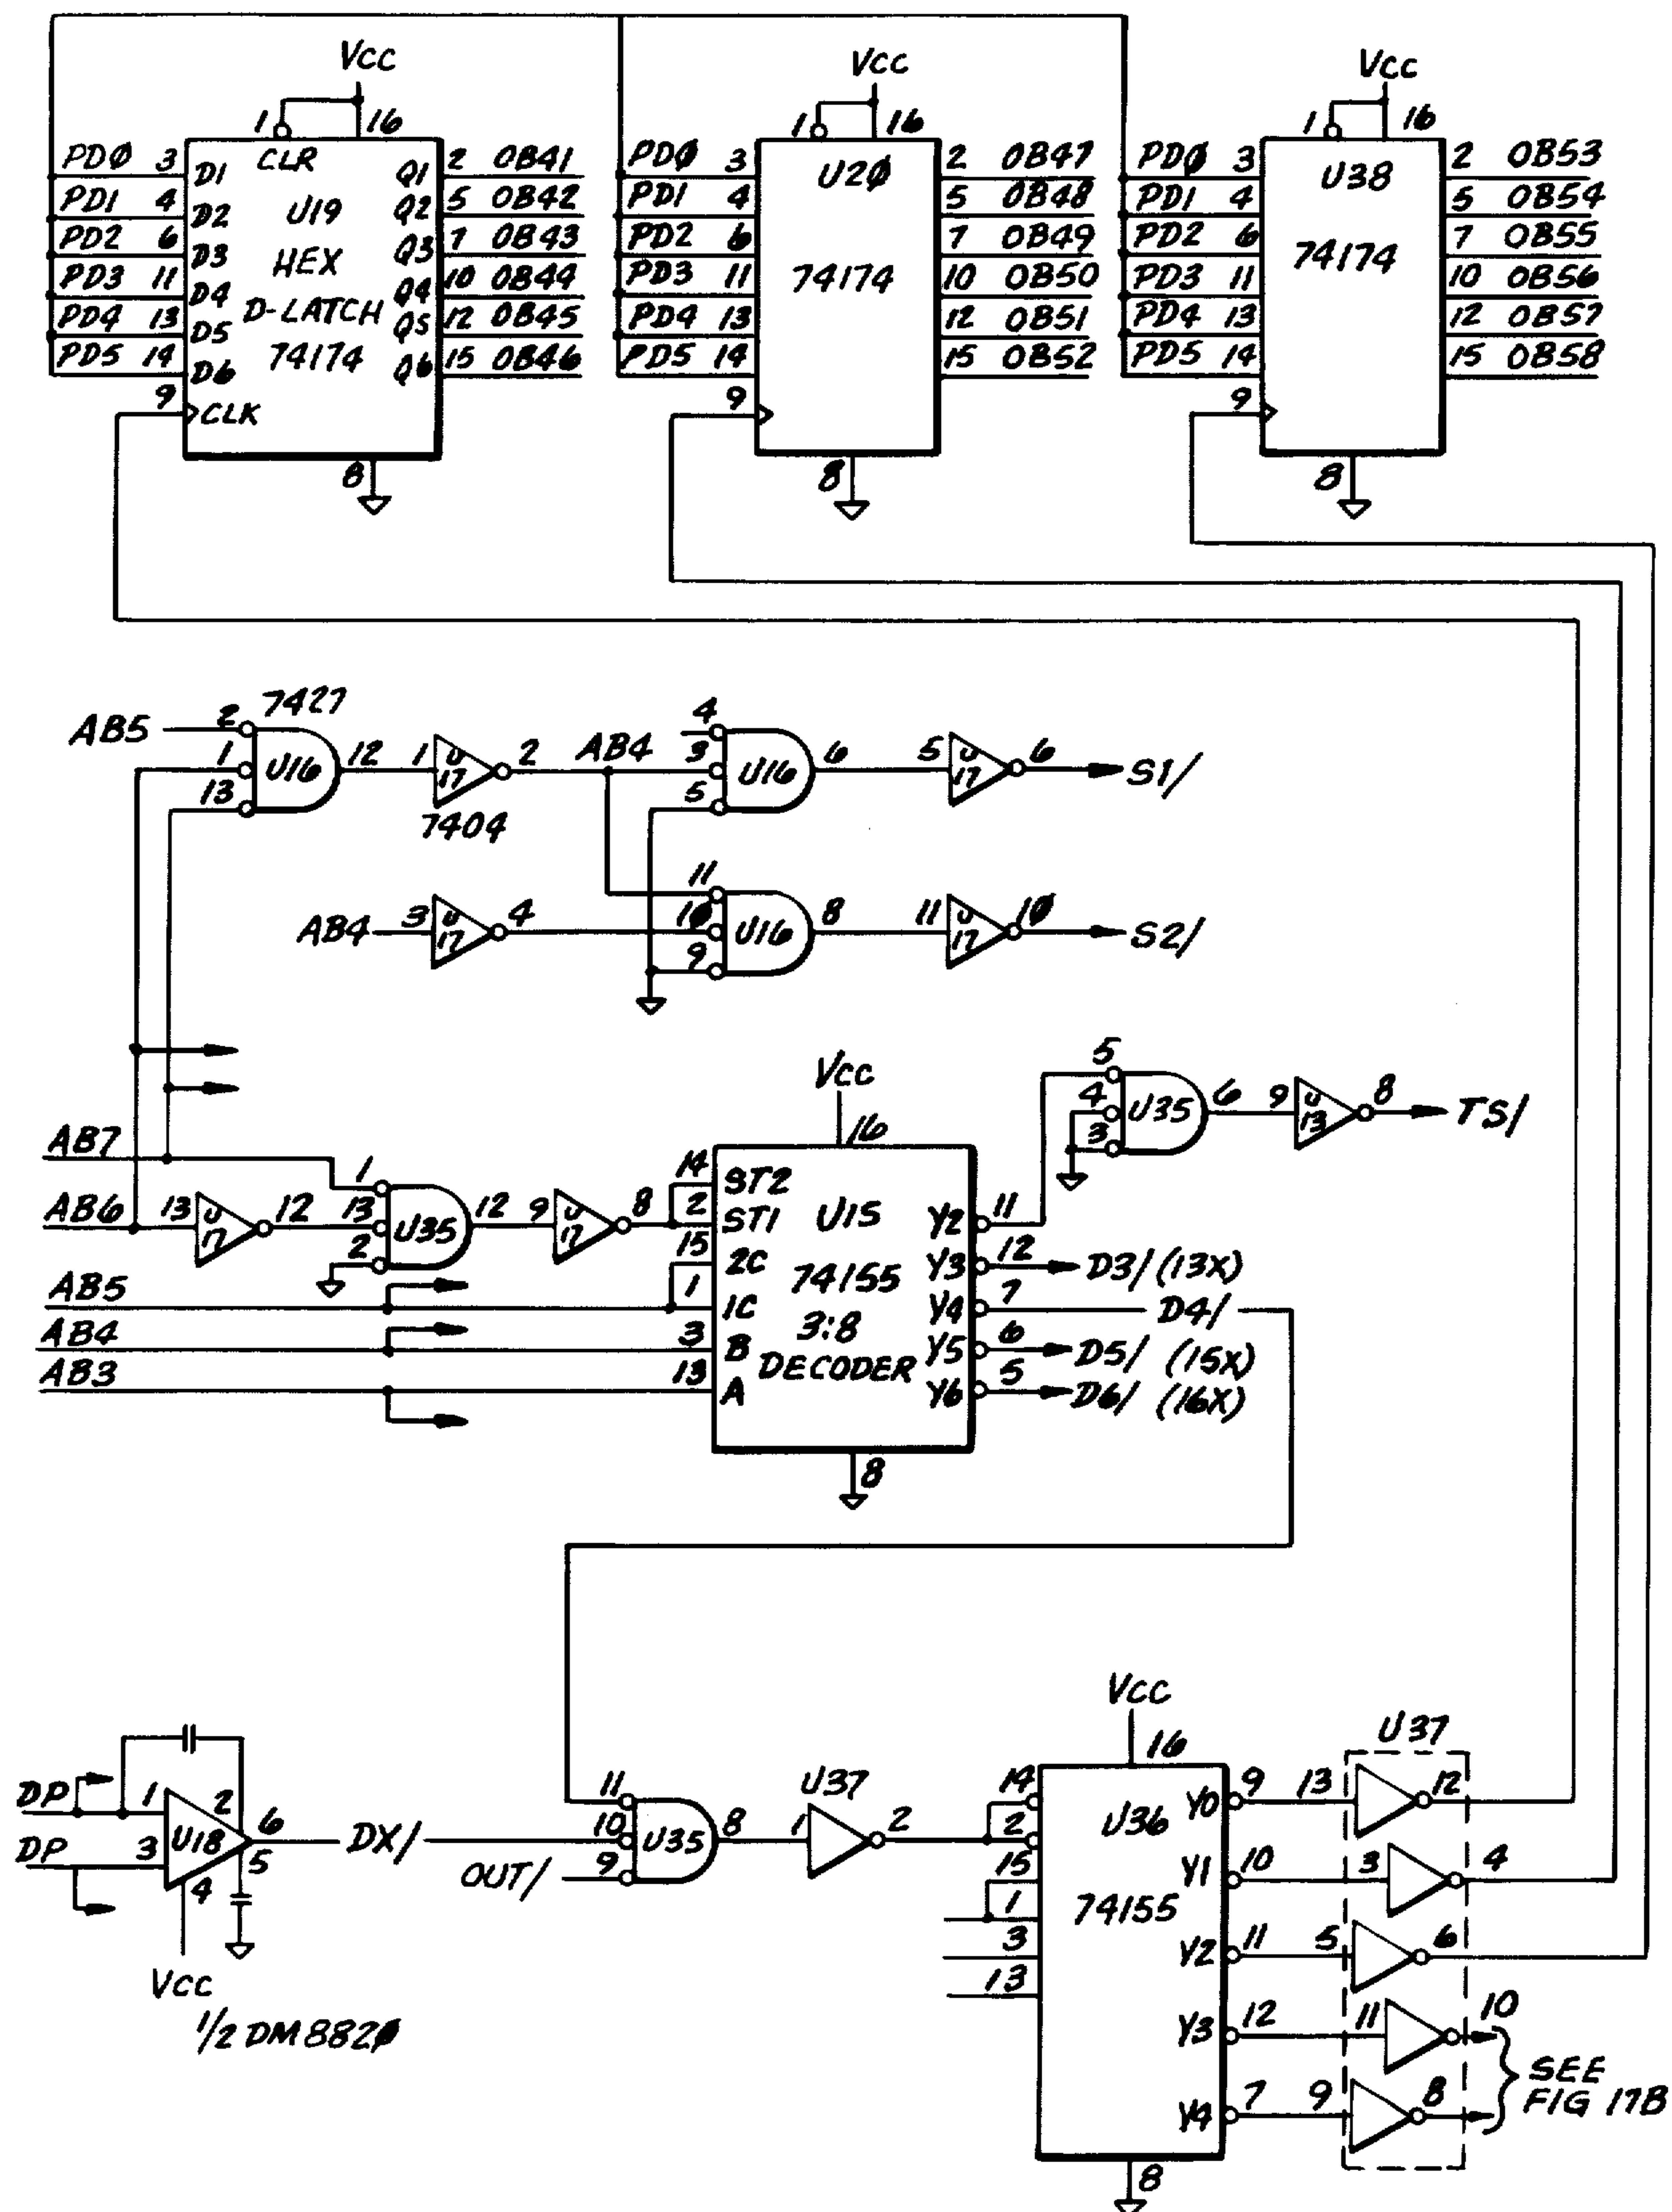 Vcc
1 16
PDØ 3 D1 CLR Q1 2 OB41
PD1 4 D2 U19 Q2 5 OB42
PD2 6 D3 HEX Q3 7 OB43
PD3 11 D4 Q4 10 OB44
PD4 13 D5 D-LATCH Q5 12 OB45
PD5 14 D6 74174 Q6 15 OB46
9 CLK
8
Vcc
1 16
PDØ 3 U2Ø 2 OB47
PD1 4 5 OB48
PD2 6 7 OB49
PD3 11 74174 10 OB50
PD4 13 12 OB51
PD5 14 15 OB52
9
8
Vcc
1 16
PDØ 3 U38 2 OB53
PD1 4 5 OB54
PD2 6 74174 7 OB55
PD3 11 10 OB56
PD4 13 12 OB57
PD5 14 15 OB58
9
8
7427
AB5 2
1 U16 12 1 U17 2 AB4
13
7404
4
3 U16 6 5 U17 6 S1/
5
11
AB4 3 U17 4 1Ø U16 8 11 U17 1Ø S2/
9
AB7 1
AB6 13 U17 12 13 U35 12 9 U17 8
2
AB5
AB4
AB3
Vcc
16
14 ST2
2 ST1 U15 Y2 11
15 2C 74155 Y3 12 D3/ (13X)
1 1C 3:8 Y4 7 D4/
3 B DECODER Y5 6 D5/ (15X)
13 A Y6 5 D6/ (16X)
8
5
4 U35 6 9 U13 8 TS/
3
DP 1 2
U18 6 DX/
DP 3 5
4
Vcc
1/2 DM882Ø
11
10 U35 8 1 U37 2
OUT/ 9
Vcc
16
14 U36 Y0 9 13 U37 12
2
15 Y1 10 3 4
1 74155
3 Y2 11 5 6
13
Y3 12 11 10
Y4 7 9 8
8
SEE
FIG 17B